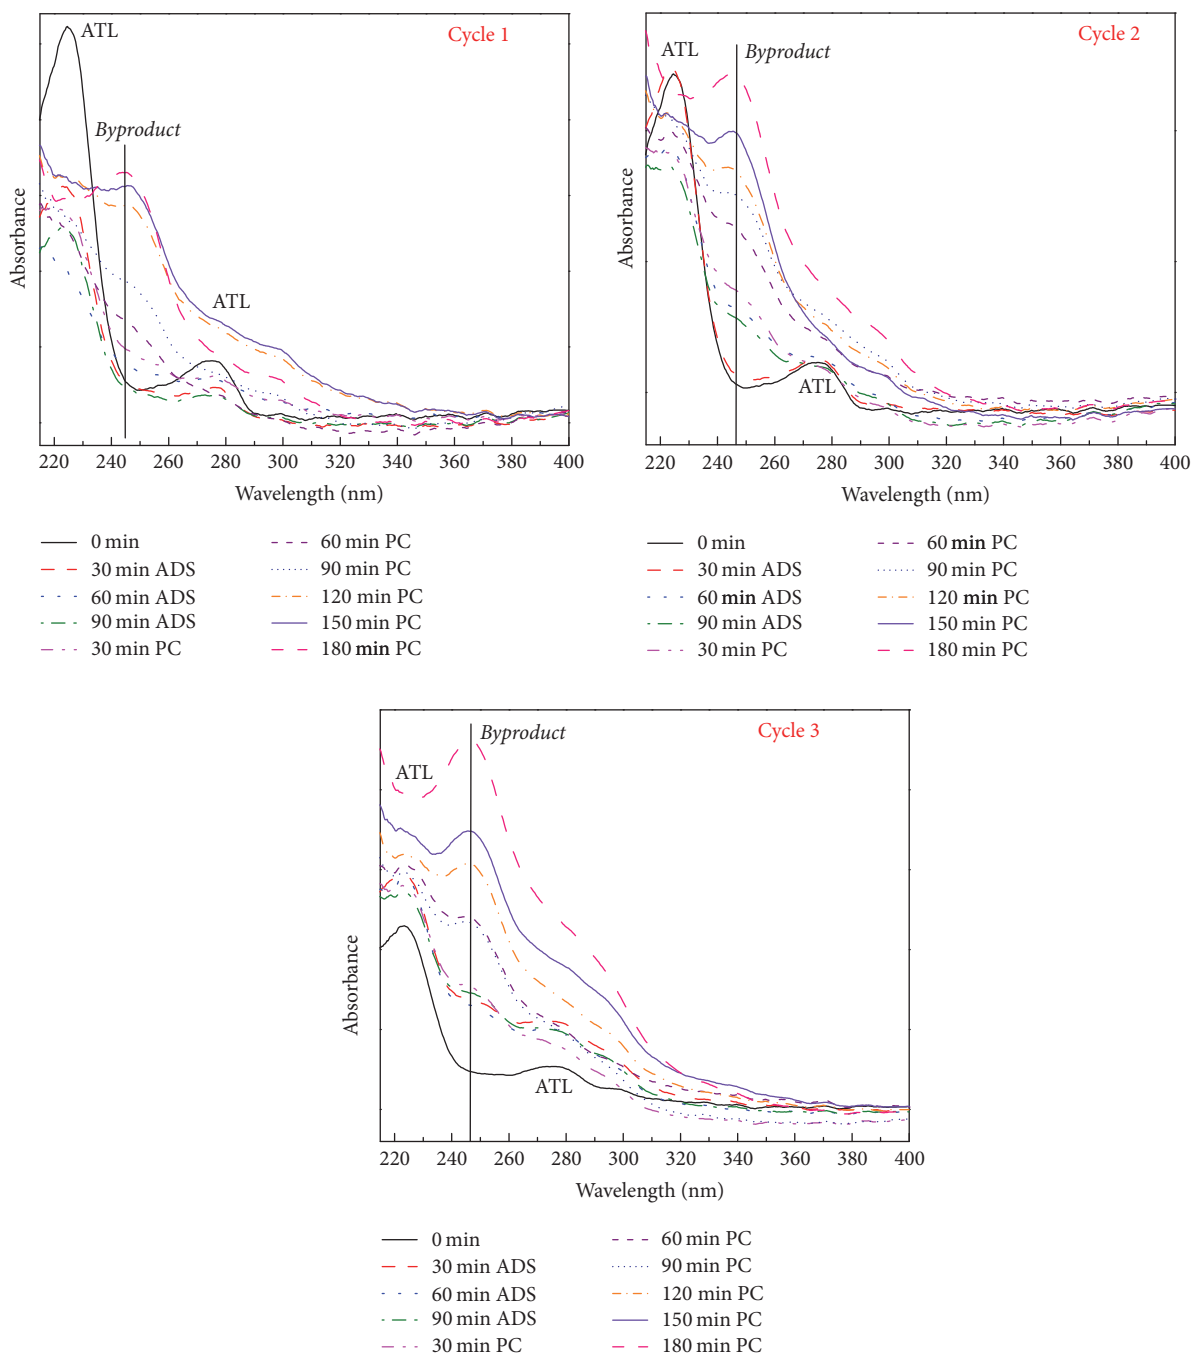 ATL
Cycle 1
Byproduct
ATL
Absorbance
220 240 260 280 300 320 340 360 380 400
Wavelength (nm)
0 min
30 min ADS
60 min ADS
90 min ADS
30 min PC
60 min PC
90 min PC
120 min PC
150 min PC
180 min PC
Cycle 2
ATL
Byproduct
ATL
Absorbance
220 240 260 280 300 320 340 360 380 400
Wavelength (nm)
0 min
30 min ADS
60 min ADS
90 min ADS
30 min PC
60 min PC
90 min PC
120 min PC
150 min PC
180 min PC
Byproduct
Cycle 3
ATL
ATL
Absorbance
220 240 260 280 300 320 340 360 380 400
Wavelength (nm)
0 min
30 min ADS
60 min ADS
90 min ADS
30 min PC
60 min PC
90 min PC
120 min PC
150 min PC
180 min PC